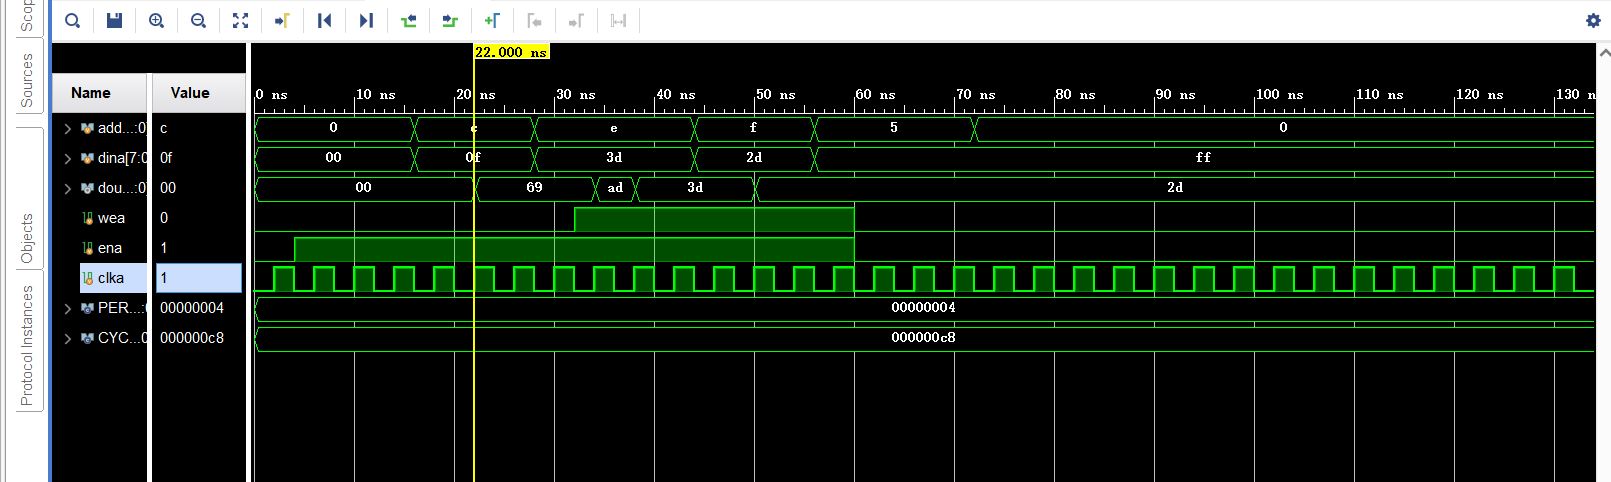 Scop
Sources
Objects
Protocol Instances
22.000 ns
Name Value
0 ns 10 ns 20 ns 30 ns 40 ns 50 ns 60 ns 70 ns 80 ns 90 ns 100 ns 110 ns 120 ns 130 n
add...:0] c 0 c e f 5 0
dina[7:0 0f 00 0f 3d 2d ff
dou...:0] 00 00 69 ad 3d 2d
wea 0
ena 1
clka 1
PER...:( 00000004 00000004
CYC...0 000000c8 000000c8